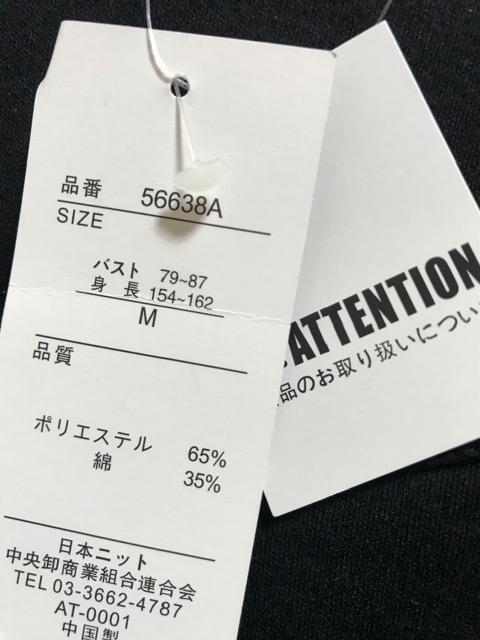 品番 56638A
SIZE
バスト 79~87
身長 154~162
M
品質
ポリエステル 65%
綿 35%
日本ニット
中央卸商業組合連合会
TEL 03-3662-4787
AT-0001
中国製
ATTENTION
品のお取り扱いについ